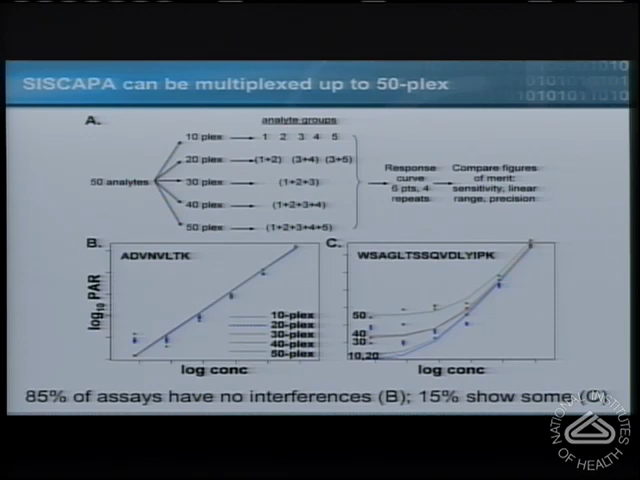 SISCAPA can be multiplexed up to 50-plex
A.
analyte groups
10 plex 1 2 3 4 5
20 plex (1+2) (3+4) (3+5)
50 analytes 30 plex (1+2+3)
40 plex (1+2+3+4)
50 plex (1+2+3+4+5)
Response
curve
6 pts, 4
repeats
Compare figures
of merit:
sensitivity, linear
range, precision
B.
ADVNVLTK
log10 PAR
10-plex
20-plex
30-plex
40-plex
50-plex
log conc
C.
WSAGLTSSQVDLYIPK
50
40
30
10,20
log conc
85% of assays have no interferences (B); 15% show some (C)
NATIONAL INSTITUTES
OF HEALTH